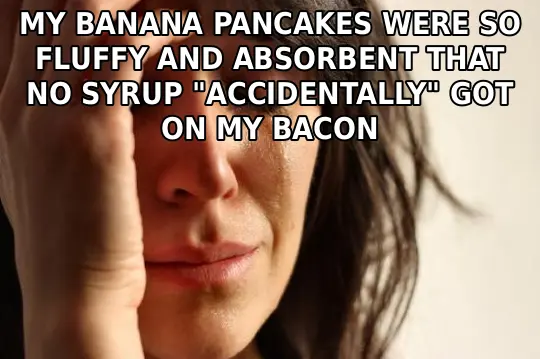 MY BANANA PANCAKES WERE SO
FLUFFY AND ABSORBENT THAT
NO SYRUP "ACCIDENTALLY" GOT
ON MY BACON